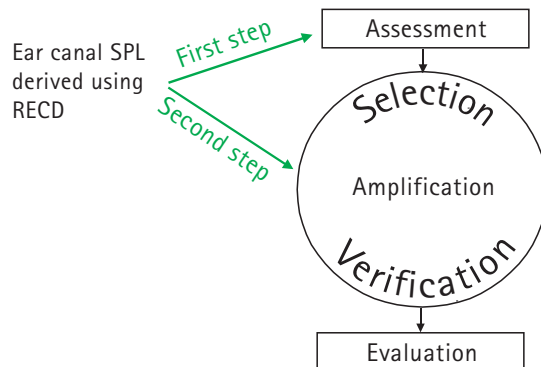 Ear canal SPL
derived using
RECD
First step
Second step
Assessment
Selection
Amplification
Verification
Evaluation